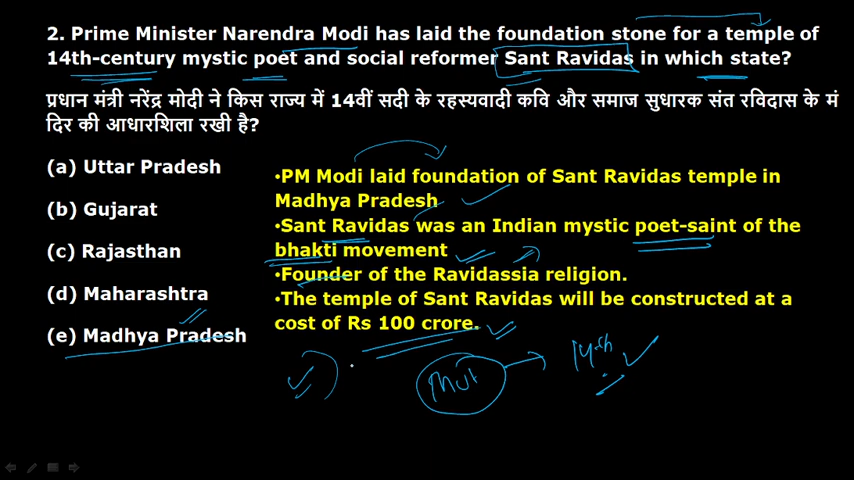 2. Prime Minister Narendra Modi has laid the foundation stone for a temple of
14th-century mystic poet and social reformer Sant Ravidas in which state?
प्रधान मंत्री नरेंद्र मोदी ने किस राज्य में 14वीं सदी के रहस्यवादी कवि और समाज सुधारक संत रविदास के मं
दिर की आधारशिला रखी है?
(a) Uttar Pradesh
(b) Gujarat
(c) Rajasthan
(d) Maharashtra
(e) Madhya Pradesh
•PM Modi laid foundation of Sant Ravidas temple in
Madhya Pradesh
•Sant Ravidas was an Indian mystic poet-saint of the
bhakti movement
•Founder of the Ravidassia religion.
•The temple of Sant Ravidas will be constructed at a
cost of Rs 100 crore.
14th